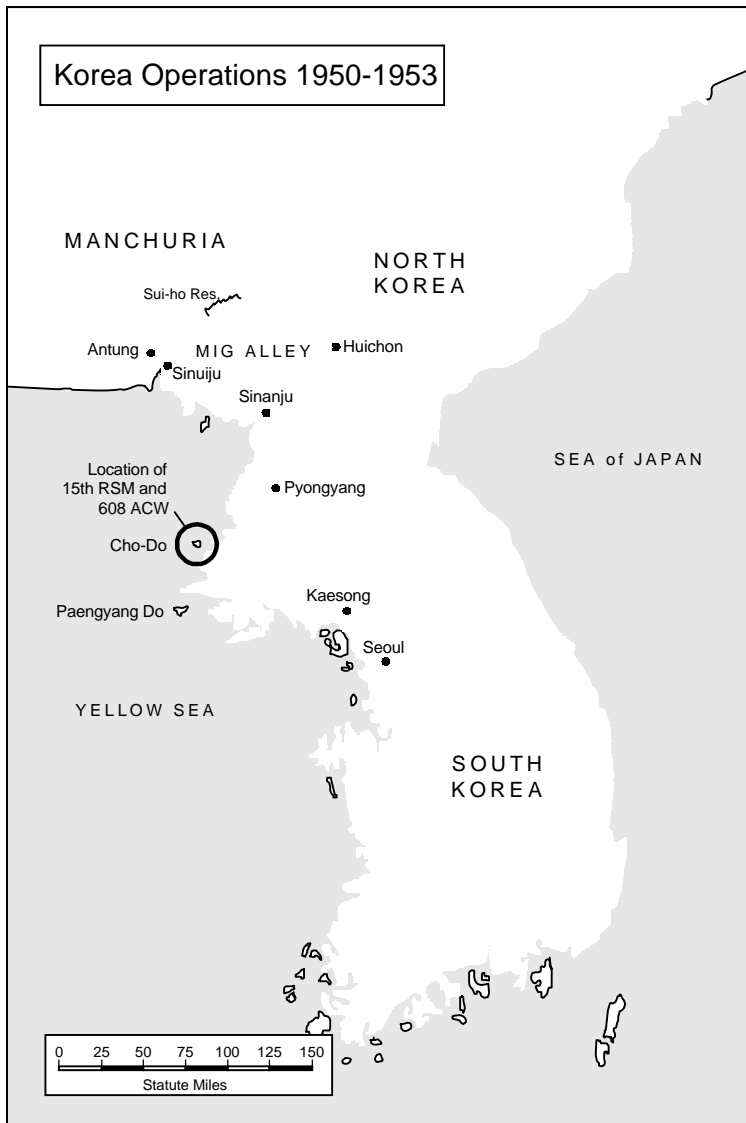 Korea Operations 1950-1953
MANCHURIA
NORTH
KOREA
Sui-ho Res.
Antung
MIG ALLEY
Huichon
Sinuiju
Sinanju
SEA of JAPAN
Location of
15th RSM and
608 ACW
Pyongyang
Cho-Do
Paengyang Do
Kaesong
Seoul
YELLOW SEA
SOUTH
KOREA
0 25 50 75 100 125 150
Statute Miles